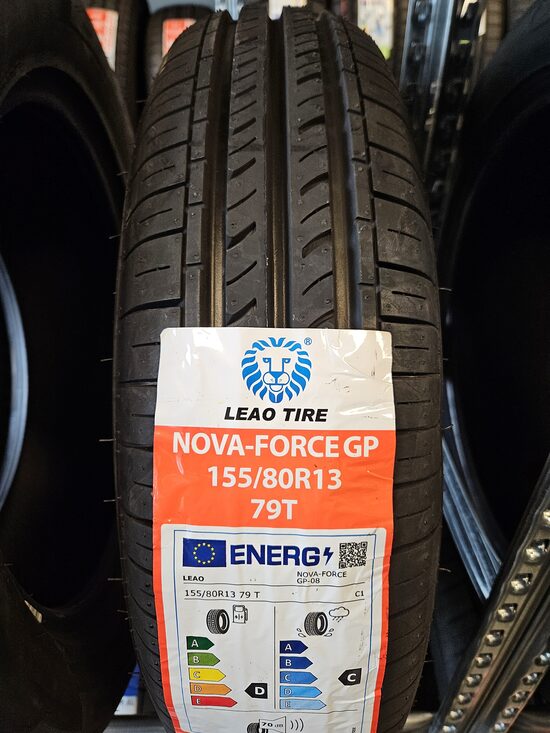 ®
LEAO TIRE
NOVA-FORCE GP
155/80R13
79T
ENERG
LEAO NOVA-FORCE
GP-08
155/80R13 79 T C1
A A
B B
C C C
D D D
E E
70 dB